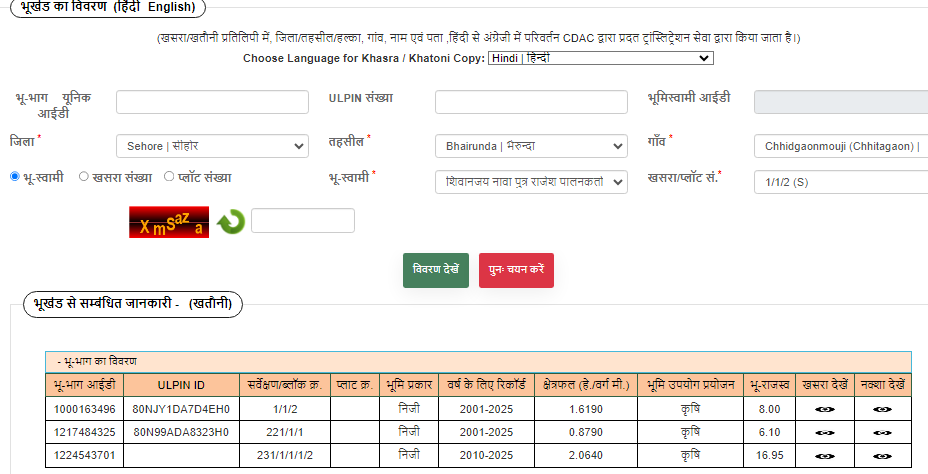 भूखंड का विवरण (हिंदी English)
(खसरा/खतौनी प्रतिलिपी में, जिला/तहसील/हल्का, गांव, नाम एवं पता ,हिंदी से अंग्रेजी में परिवर्तन CDAC द्वारा प्रदत ट्रांस्लिट्रेशन सेवा द्वारा किया जाता है।)
Choose Language for Khasra / Khatoni Copy: Hindi | हिन्दी
भू-भाग यूनिक आईडी ULPIN संख्या भूमिस्वामी आईडी
जिला * Sehore | सीहोर तहसील * Bhairunda | भैरुन्दा गाँव * Chhidgaonmouji (Chhitagaon) |
भू-स्वामी खसरा संख्या प्लॉट संख्या भू-स्वामी * शिवानजय नावा पुत्र राजेश पालनकर्ता खसरा/प्लॉट सं.* 1/1/2 (S)
X m s a z a
विवरण देखें पुनः चयन करें
भूखंड से सम्बंधित जानकारी - (खतौनी)
- भू-भाग का विवरण
भू-भाग आईडी ULPIN ID सर्वेक्षण/ब्लॉक क्र. प्लाट क्र. भूमि प्रकार वर्ष के लिए रिकॉर्ड क्षेत्रफल (हे./वर्ग मी.) भूमि उपयोग प्रयोजन भू-राजस्व खसरा देखें नक्शा देखें
1000163496 80NJY1DA7D4EH0 1/1/2 निजी 2001-2025 1.6190 कृषि 8.00
1217484325 80N99ADA8323H0 221/1/1 निजी 2001-2025 0.8790 कृषि 6.10
1224543701 231/1/1/1/2 निजी 2010-2025 2.0640 कृषि 16.95